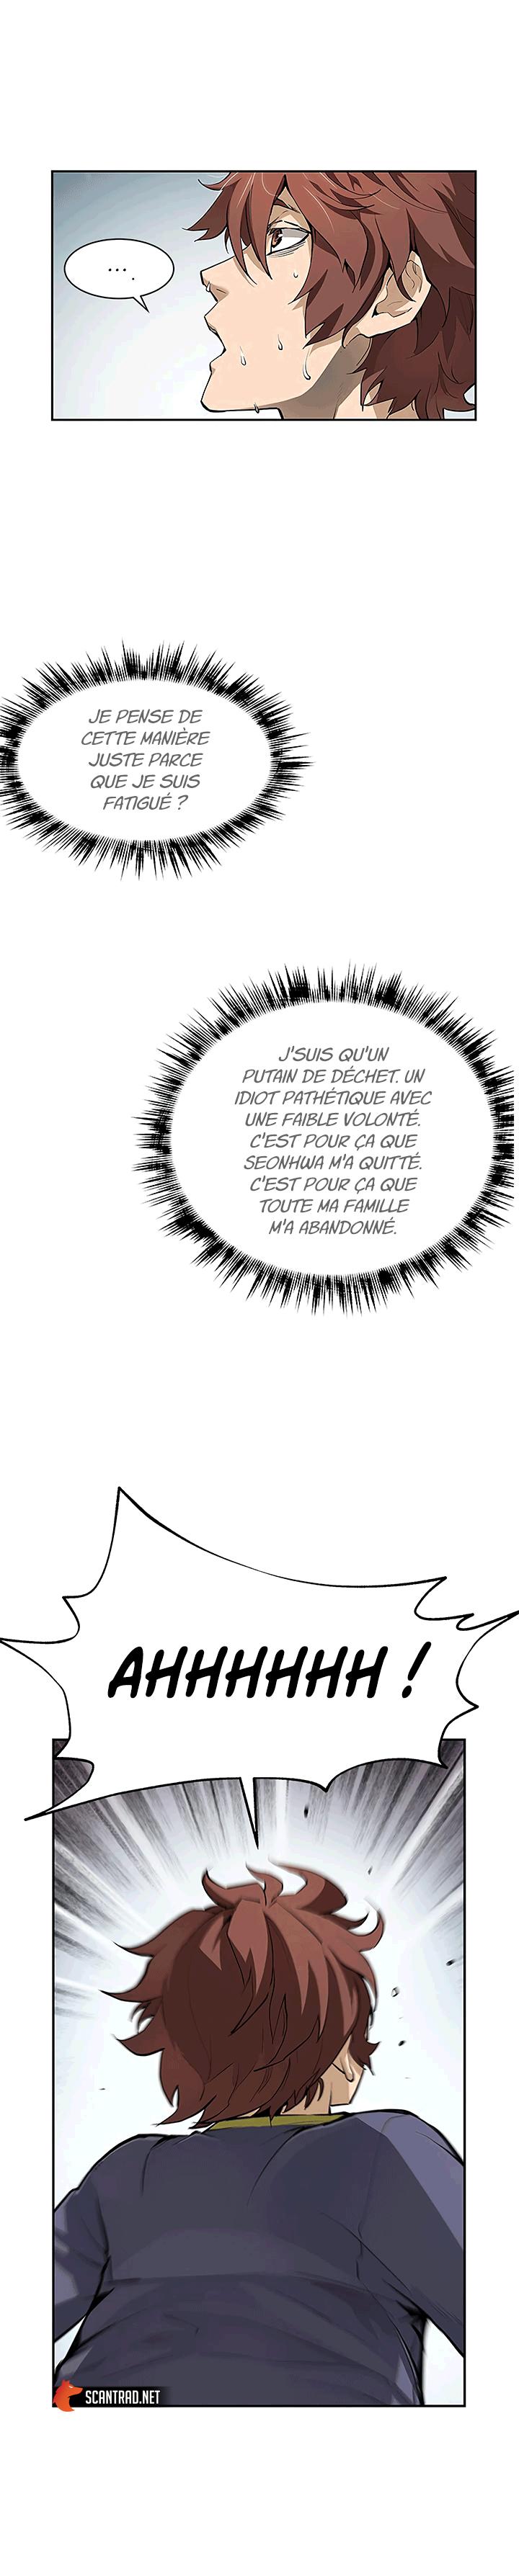 ... .
JE PENSE DE
CETTE MANIÈRE
JUSTE PARCE
QUE JE SUIS
FATIGUÉ ?
J'SUIS QU'UN
PUTAIN DE DÉCHET. UN
IDIOT PATHÉTIQUE AVEC
UNE FAIBLE VOLONTÉ.
C'EST POUR ÇA QUE
SEONHWA M'A QUITTÉ.
C'EST POUR ÇA QUE
TOUTE MA FAMILLE
M'A ABANDONNÉ.
AHHHHHH !
SCANTRAD.NET